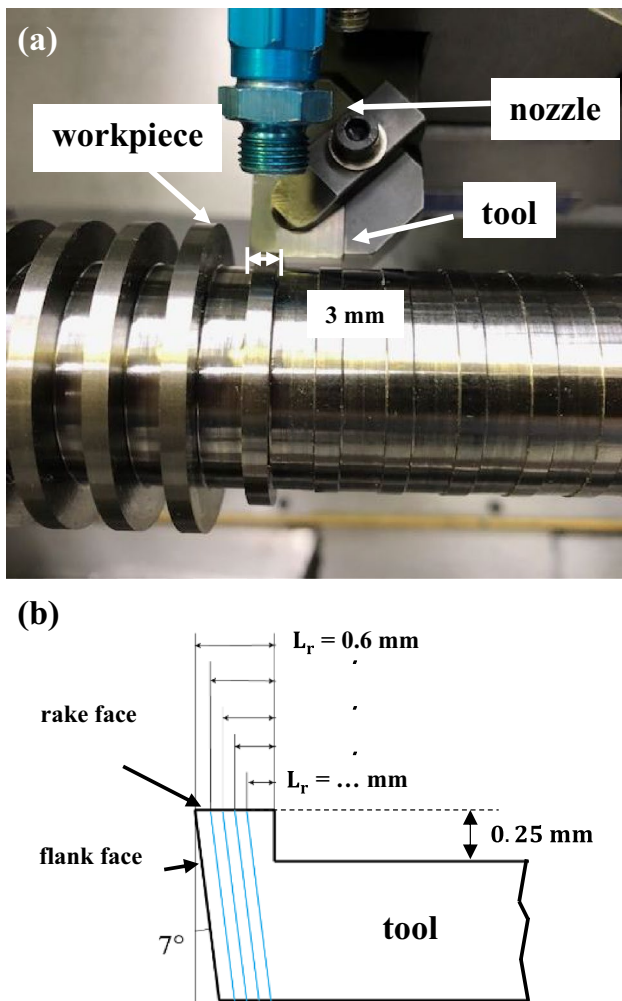 (a)
nozzle
workpiece
tool
3 mm
(b)
Lᵣ = 0.6 mm
rake face
Lᵣ = ... mm
0.25 mm
flank face
7°
tool